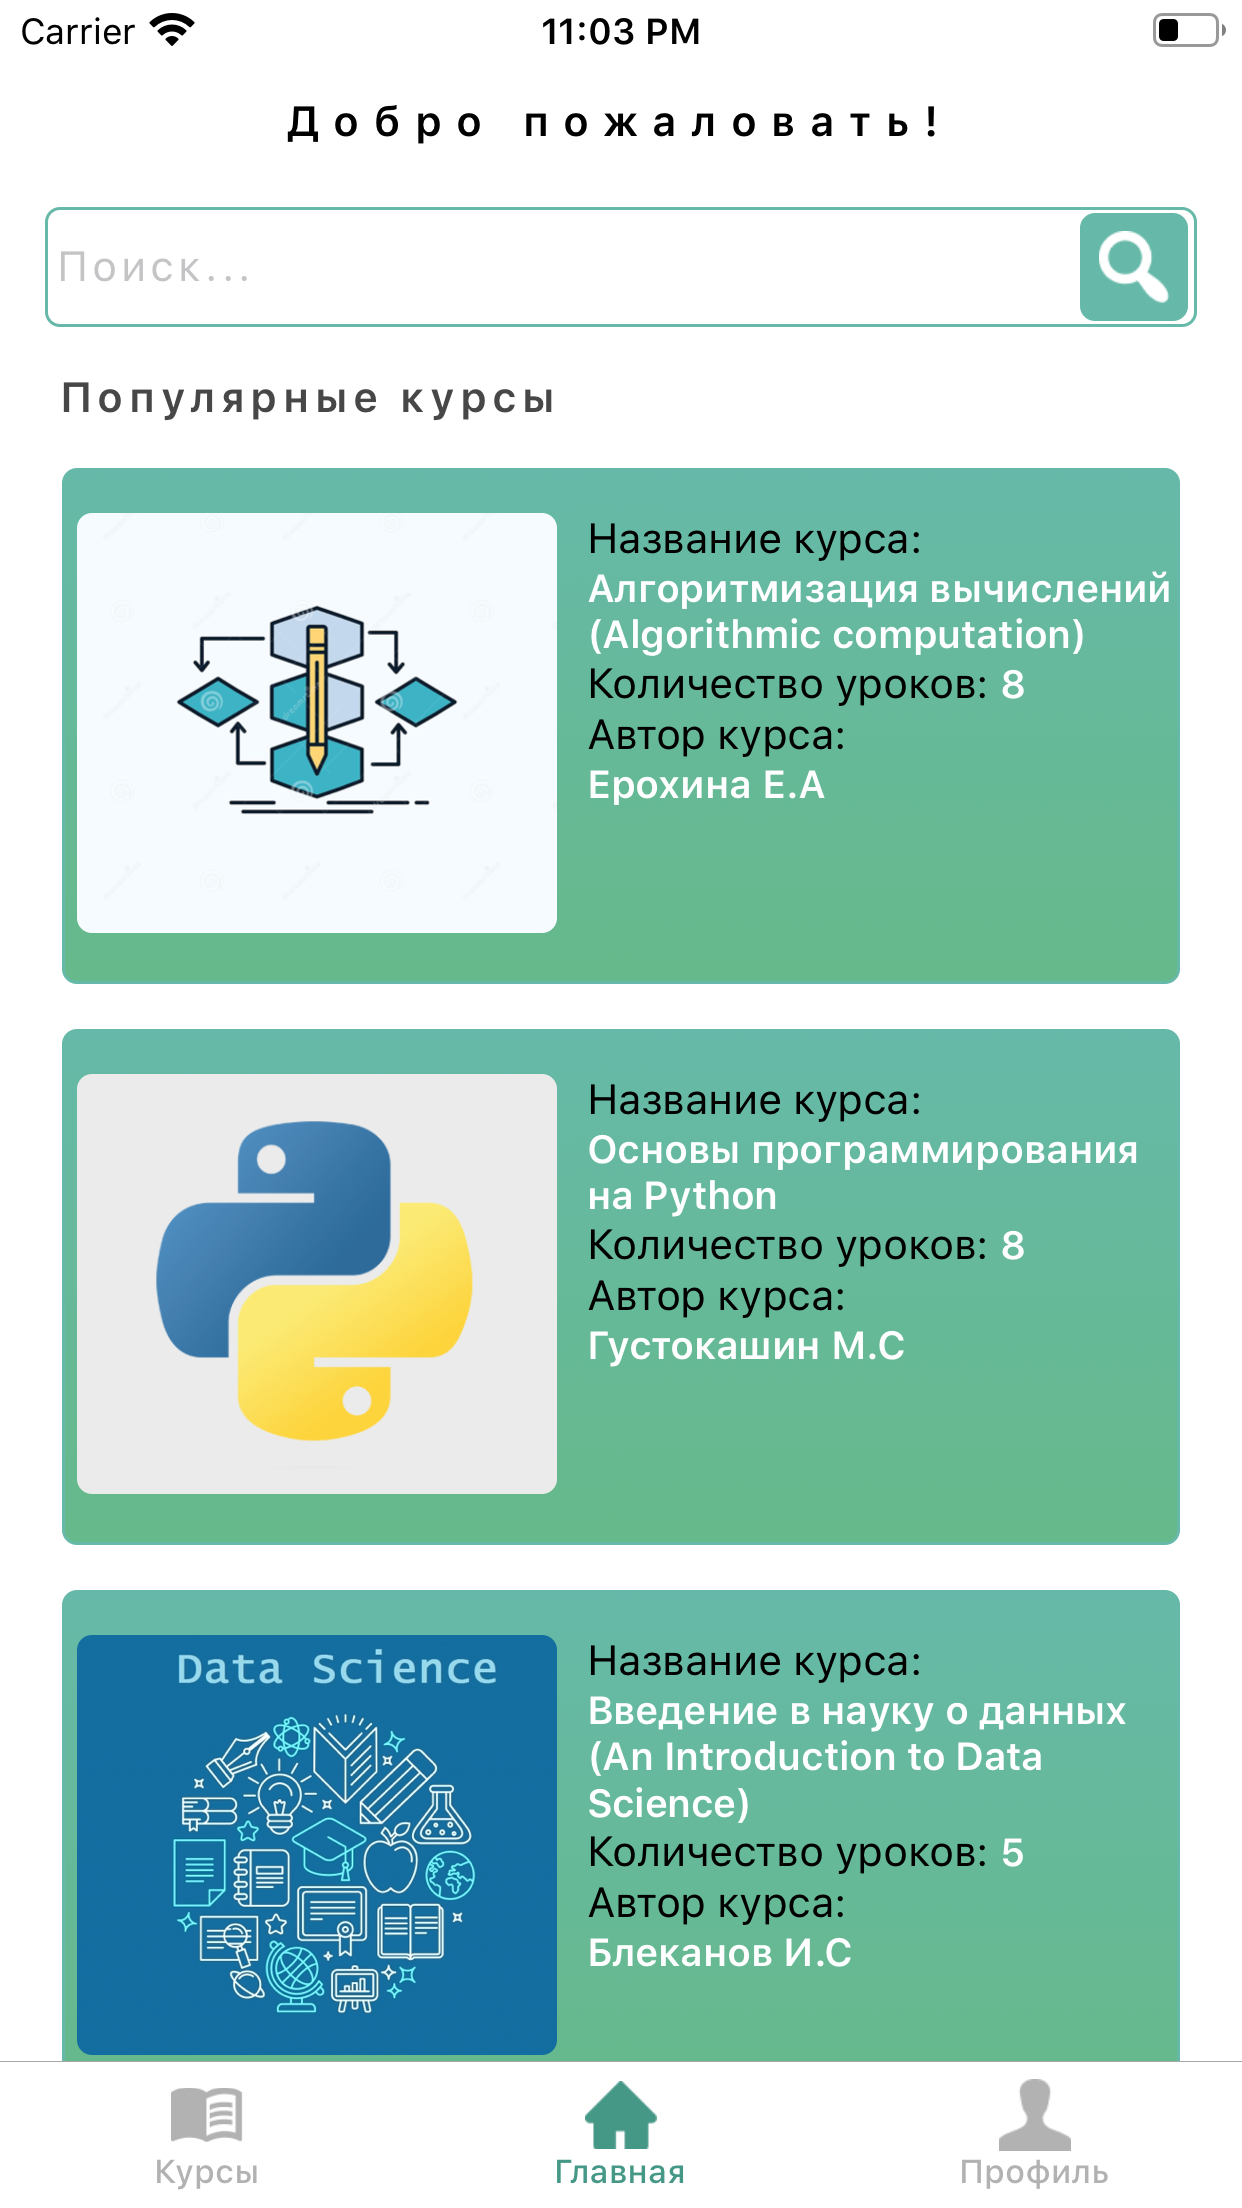 Carrier 11:03 PM
Добро пожаловать!
Поиск...
Популярные курсы
Название курса:
Алгоритмизация вычислений
(Algorithmic computation)
Количество уроков: 8
Автор курса:
Ерохина Е.А
Название курса:
Основы программирования
на Python
Количество уроков: 8
Автор курса:
Густокашин М.С
Data Science
Название курса:
Введение в науку о данных
(An Introduction to Data
Science)
Количество уроков: 5
Автор курса:
Блеканов И.С
Курсы Главная Профиль